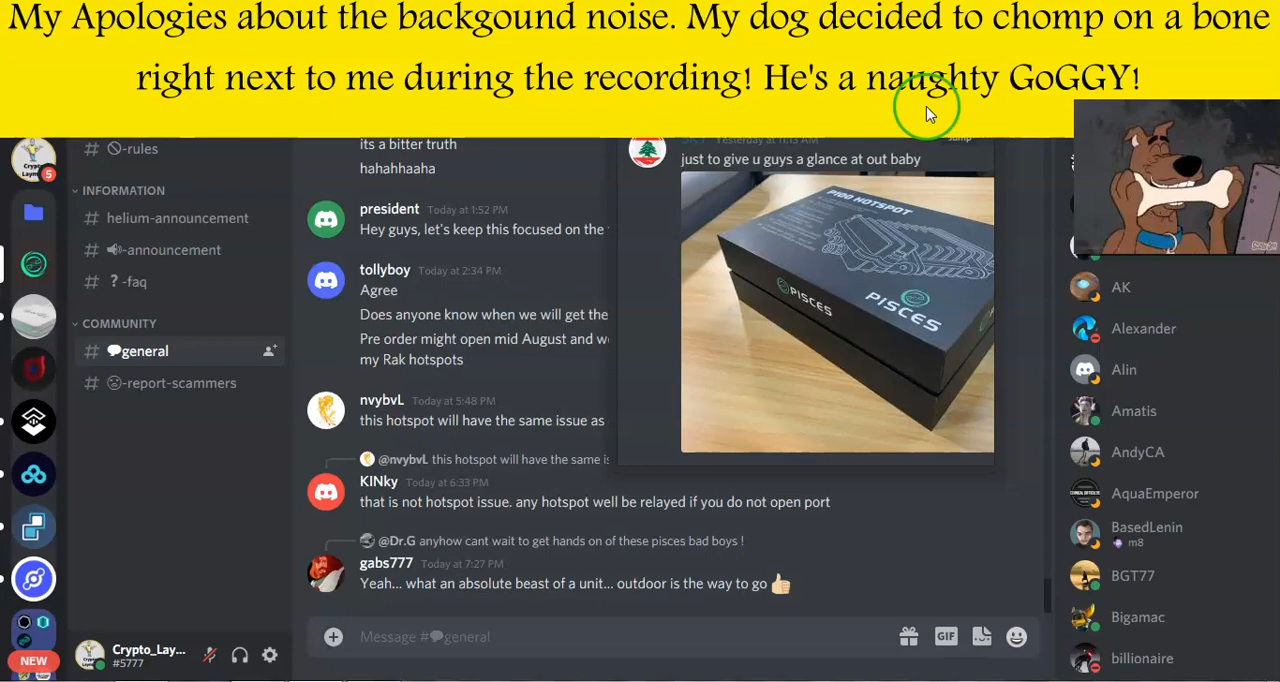 My Apologies about the backgound noise. My dog decided to chomp on a bone
right next to me during the recording! He's a naughty GoGGY!
-rules
INFORMATION
helium-announcement
-announcement
? -faq
COMMUNITY
general
-report-scammers
Crypto_Lay...
#5777
NEW
5
its a bitter truth
hahahhaaha
president Today at 1:52 PM
Hey guys, let's keep this focused on the
tollyboy Today at 2:34 PM
Agree
Does anyone know when we will get the
Pre order might open mid August and we
my Rak hotspots
nvybvL Today at 5:48 PM
this hotspot will have the same issue as
@nvybvL this hotspot will have the same is
KINky Today at 6:33 PM
that is not hotspot issue. any hotspot well be relayed if you do not open port
@Dr.G anyhow cant wait to get hands on of these pisces bad boys !
gabs777 Today at 7:27 PM
Yeah... what an absolute beast of a unit... outdoor is the way to go 👍
Message #general
GIF
Yesterday at 11:13 AM
Jump
just to give u guys a glance at out baby
P100 HOTSPOT
PISCES
PISCES
AK
Alexander
Alin
Amatis
AndyCA
AquaEmperor
BasedLenin
m8
BGT77
Bigamac
billionaire